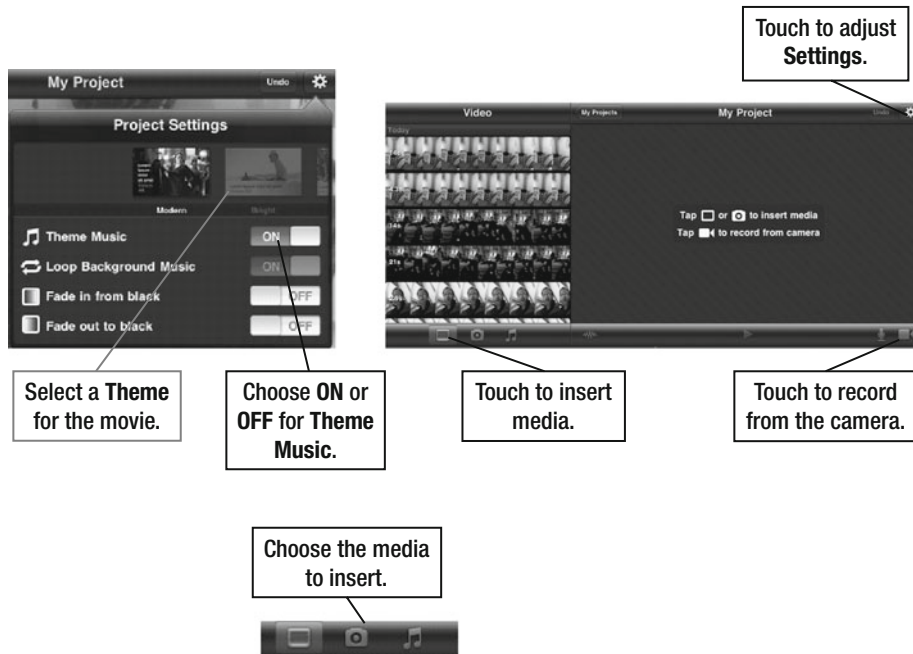 Touch to adjust
Settings.
My Project
Undo
Project Settings
Modern
Bright
Theme Music
ON
Loop Background Music
ON
Fade in from black
OFF
Fade out to black
OFF
Video
My Projects
My Project
Undo
Today
Tap or to insert media
Tap to record from camera
Select a Theme
for the movie.
Choose ON or
OFF for Theme
Music.
Touch to insert
media.
Touch to record
from the camera.
Choose the media
to insert.